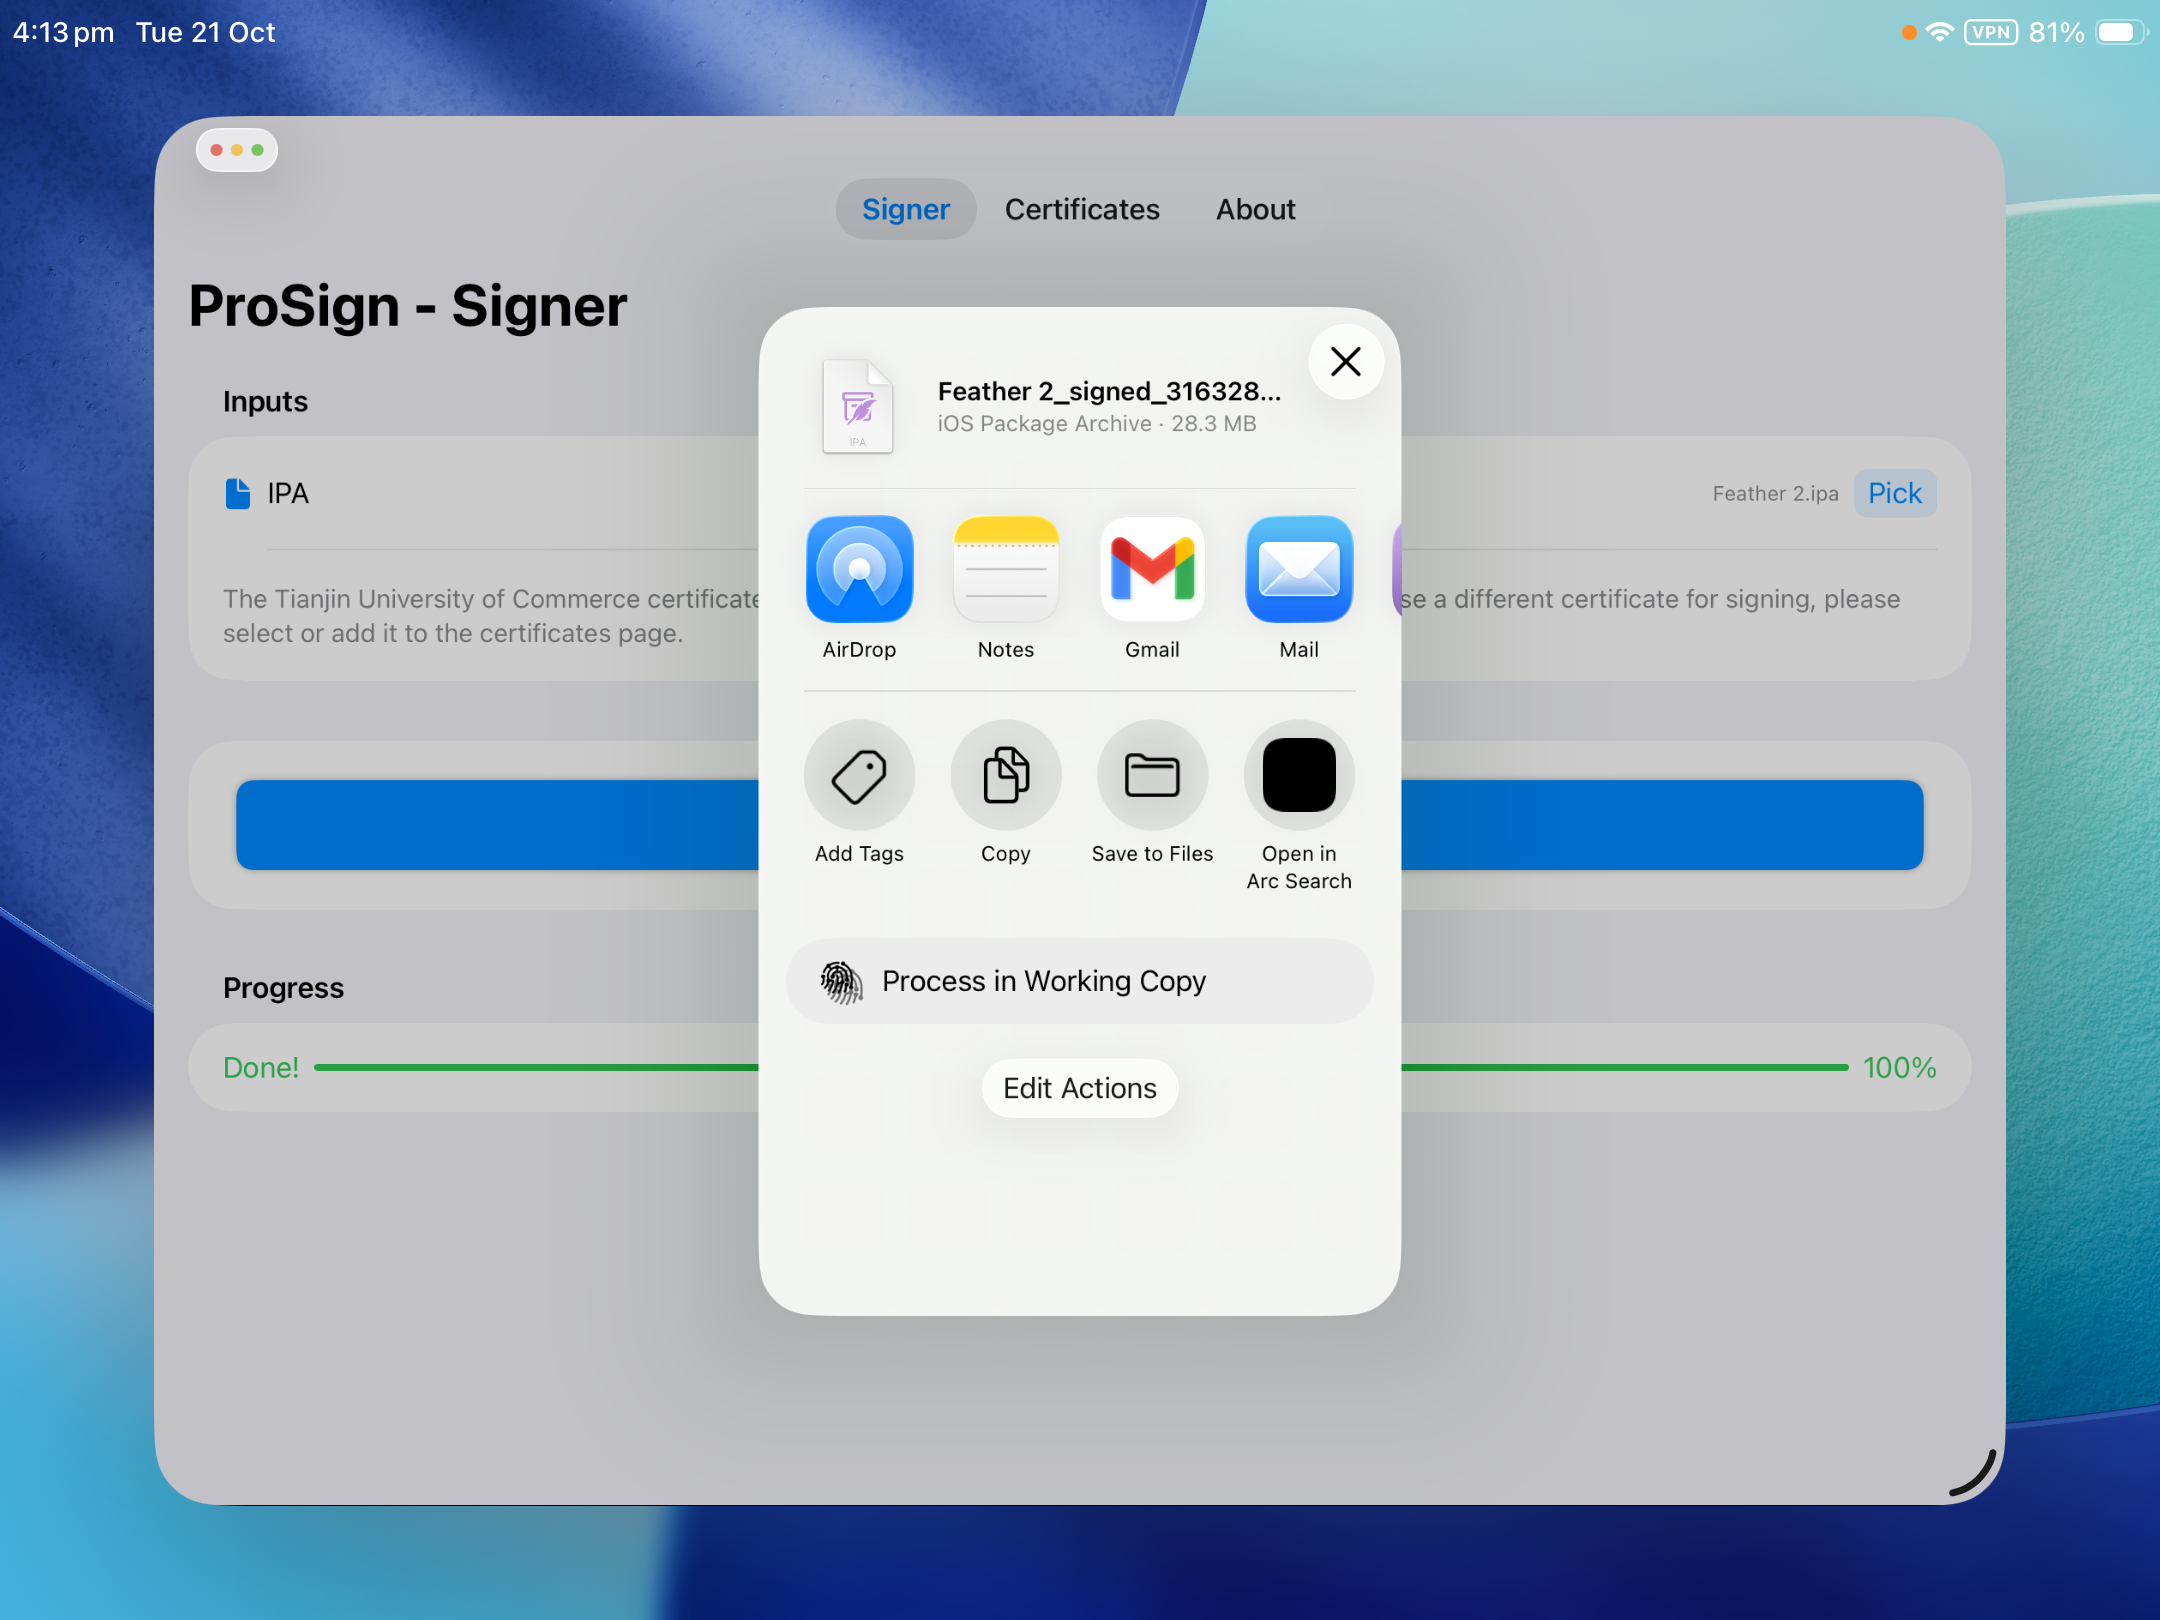 4:13 pm Tue 21 Oct
VPN 81%
Signer Certificates About
ProSign - Signer
Inputs
IPA
Feather 2.ipa Pick
The Tianjin University of Commerce certificate
se a different certificate for signing, please
select or add it to the certificates page.
Progress
Done! 100%
Feather 2_signed_316328...
iOS Package Archive · 28.3 MB
IPA
AirDrop Notes Gmail Mail
Add Tags Copy Save to Files Open in
Arc Search
Process in Working Copy
Edit Actions